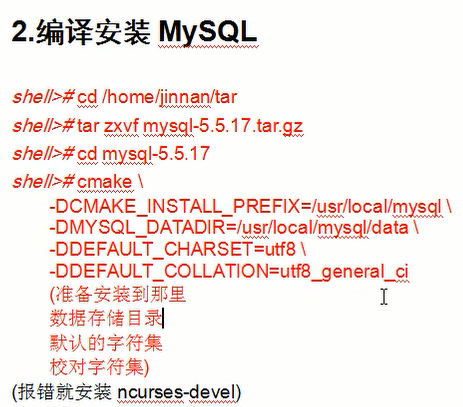 2.编译安装 MySQL
shell># cd /home/jinnan/tar
shell># tar zxvf mysql-5.5.17.tar.gz
shell># cd mysql-5.5.17
shell># cmake \
-DCMAKE_INSTALL_PREFIX=/usr/local/mysql \
-DMYSQL_DATADIR=/usr/local/mysql/data \
-DDEFAULT_CHARSET=utf8 \
-DDEFAULT_COLLATION=utf8_general_ci
(准备安装到那里
数据存储目录
默认的字符集
校对字符集)
(报错就安装 ncurses-devel)